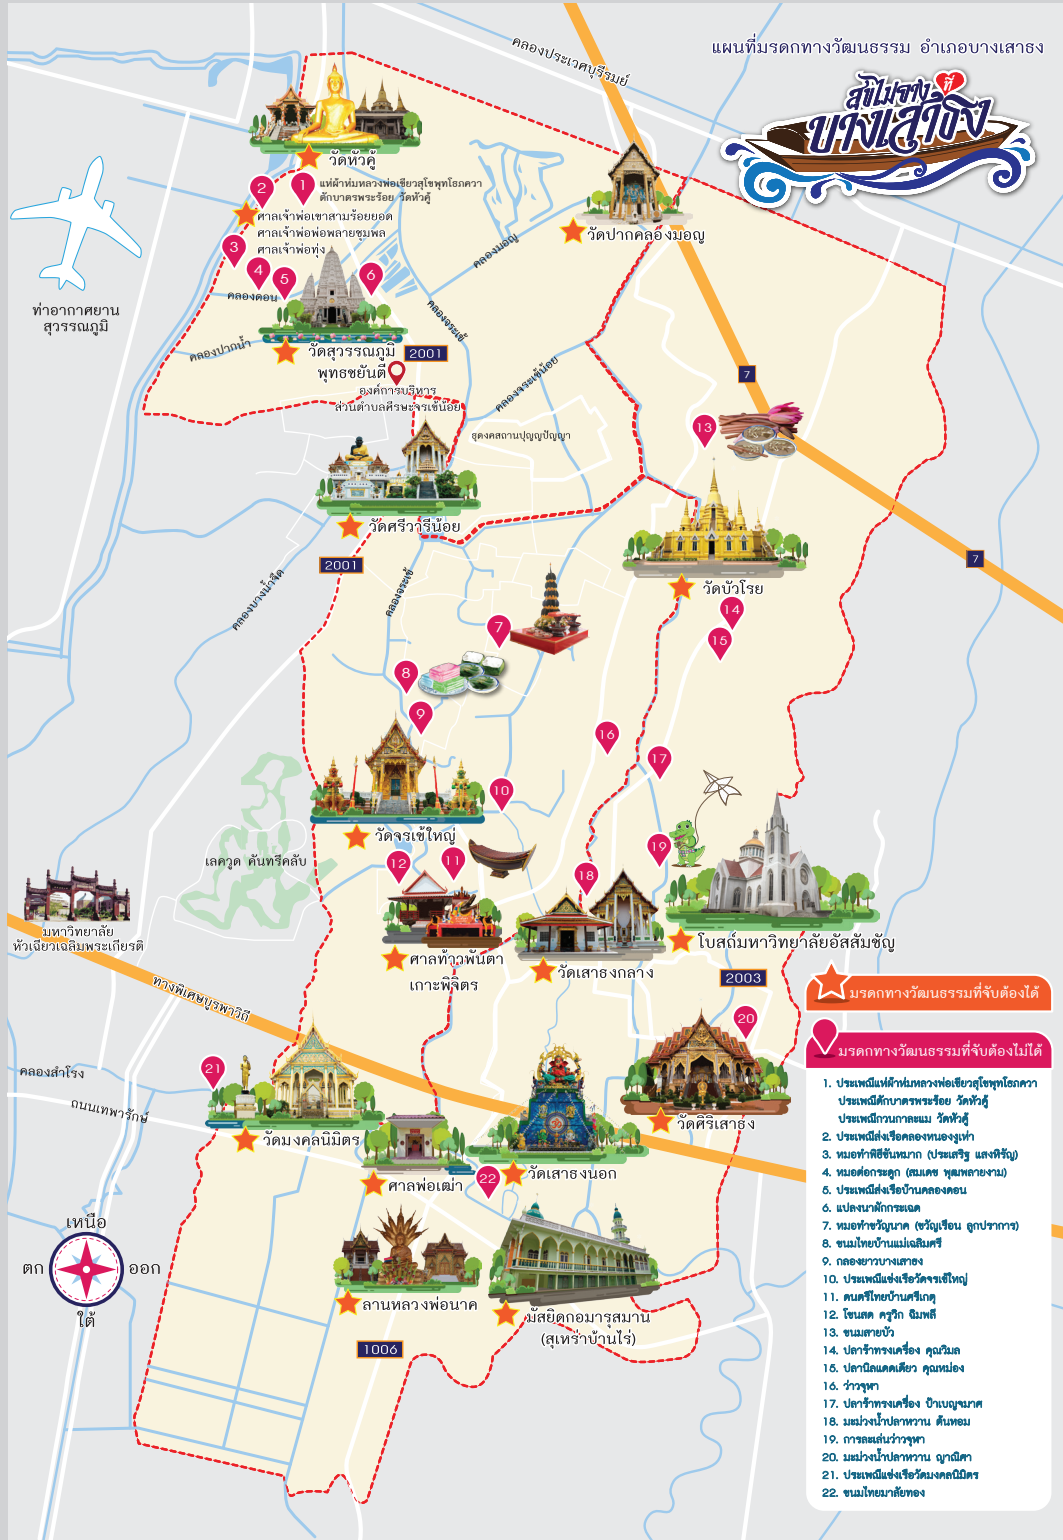 แผนที่มรดกทางวัฒนธรรม อำเภอบางเสาธง
สุขไม่จาง
ที่
บางเสาธง
คลองประเวศบุรีรมย์
วัดหัวคู้
1
แห่ผ้าห่มหลวงพ่อเขียวสุโขพุทโธภควา
ตักบาตรพระร้อย วัดหัวคู้
2
ศาลเจ้าพ่อเขาสามร้อยยอด
ศาลเจ้าพ่อพ่อพลายชุมพล
ศาลเจ้าพ่อทุ่ง
3
4
5
6
คลองดอน
วัดปากคลองมอญ
คลองมอญ
คลองจระเข้
ท่าอากาศยาน
สุวรรณภูมิ
คลองปากน้ำ
วัดสุวรรณภูมิ
พุทธชยันตี
2001
องค์การบริหาร
ส่วนตำบลศีรษะจรเข้น้อย
คลองจระเข้น้อย
7
ธุดงคสถานปุญญปัญญา
13
วัดศรีวารีน้อย
2001
7
คลองบางน้ำจืด
คลองจระเข้
วัดบัวโรย
14
15
7
8
9
16
17
10
วัดจรเข้ใหญ่
เลควูด คันทรีคลับ
12
11
18
19
มหาวิทยาลัย
หัวเฉียวเฉลิมพระเกียรติ
ศาลท้าวพันตา
เกาะพิจิตร
วัดเสาธงกลาง
โบสถ์มหาวิทยาลัยอัสสัมชัญ
2003
ทางพิเศษบูรพาวิถี
20
คลองสำโรง
ถนนเทพารักษ์
21
วัดมงคลนิมิตร
วัดศิริเสาธง
ศาลพ่อเฒ่า
วัดเสาธงนอก
22
เหนือ
ตก
ออก
ใต้
ลานหลวงพ่อนาค
มัสยิดกอมารุสมาน
(สุเหร่าบ้านไร่)
1006
มรดกทางวัฒนธรรมที่จับต้องได้
มรดกทางวัฒนธรรมที่จับต้องไม่ได้
1. ประเพณีแห่ผ้าห่มหลวงพ่อเขียวสุโขพุทโธภควา
ประเพณีตักบาตรพระร้อย วัดหัวคู้
ประเพณีกวนกาละแม วัดหัวคู้
2. ประเพณีส่งเรือคลองหนองงูเห่า
3. หมอทำพิธีขันหมาก (ประเสริฐ แสงหิรัญ)
4. หมอต่อกระดูก (สมเดช พุฒพลายงาม)
5. ประเพณีส่งเรือบ้านคลองดอน
6. แปลงนาผักกระเฉด
7. หมอทำขวัญนาค (ขวัญเรือน ลูกปราการ)
8. ขนมไทยบ้านแม่เฉลิมศรี
9. กลองยาวบางเสาธง
10. ประเพณีแข่งเรือวัดจรเข้ใหญ่
11. ดนตรีไทยบ้านศรีเกตุ
12. โขนสด ครูวิก ฉิมพลี
13. ขนมสายบัว
14. ปลาร้าทรงเครื่อง คุณวิมล
15. ปลานิลแดดเดียว คุณหม่อง
16. ว่าวจุฬา
17. ปลาร้าทรงเครื่อง ป้าเบญจมาศ
18. มะม่วงน้ำปลาหวาน ต้นหอม
19. การละเล่นว่าวจุฬา
20. มะม่วงน้ำปลาหวาน ญาณิศา
21. ประเพณีแข่งเรือวัดมงคลนิมิตร
22. ขนมไทยมาลัยทอง